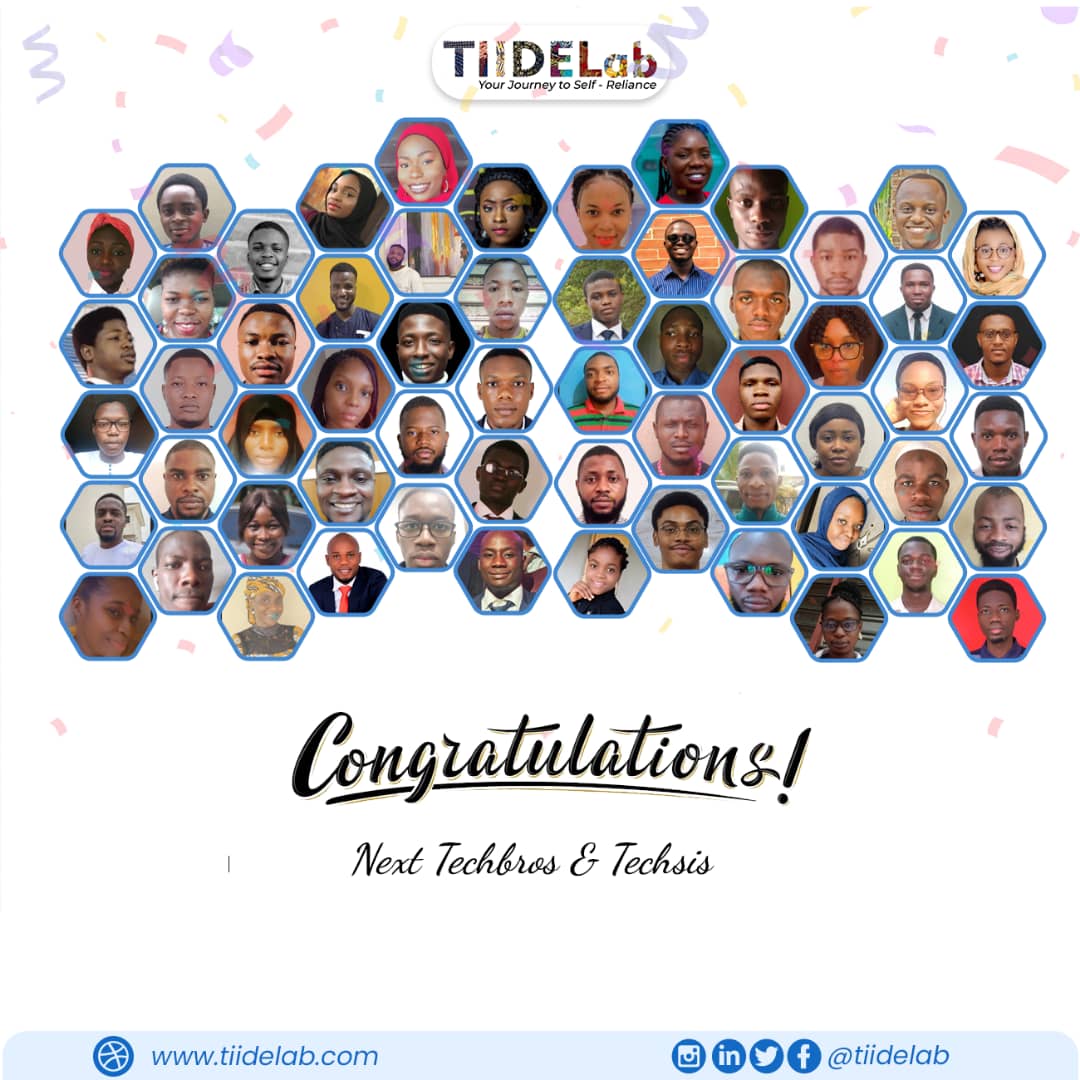 TIIDELab
Your Journey to Self - Reliance
Congratulations!
Next Techbros & Techsis
www.tiidelab.com
@tiidelab